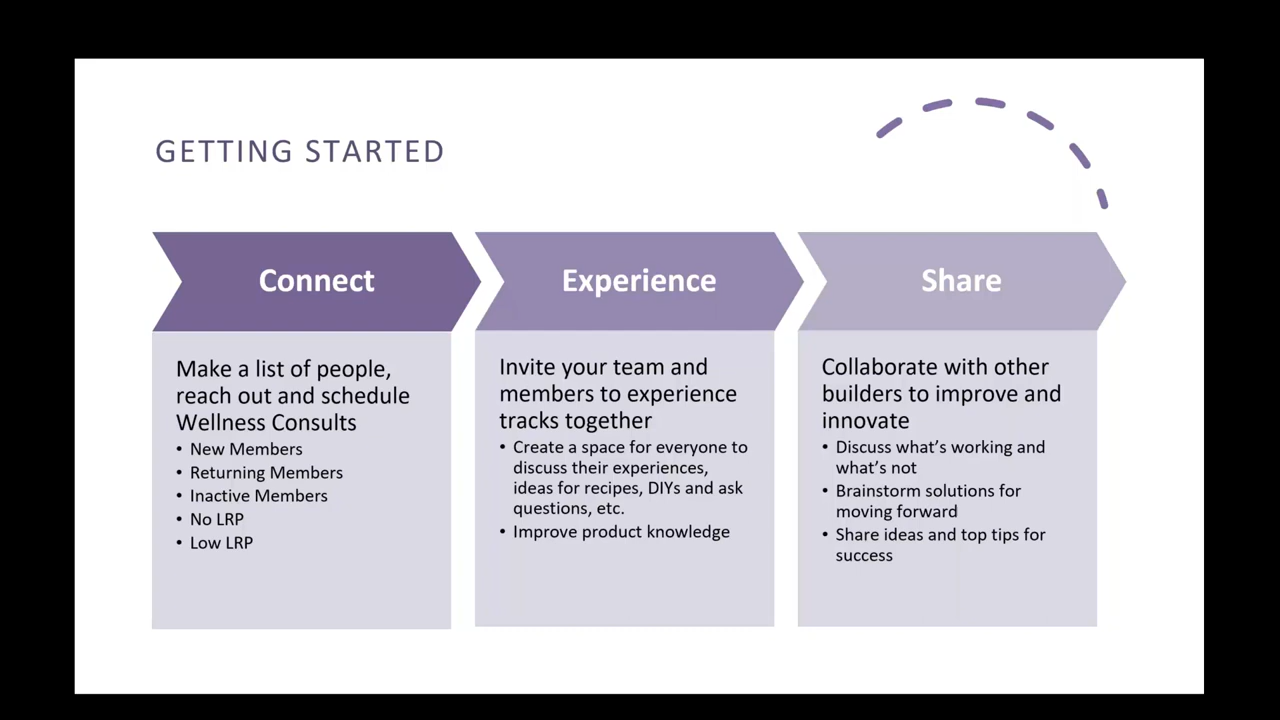 GETTING STARTED
Connect
Make a list of people,
reach out and schedule
Wellness Consults
• New Members
• Returning Members
• Inactive Members
• No LRP
• Low LRP
Experience
Invite your team and
members to experience
tracks together
• Create a space for everyone to
discuss their experiences,
ideas for recipes, DIYs and ask
questions, etc.
• Improve product knowledge
Share
Collaborate with other
builders to improve and
innovate
• Discuss what’s working and
what’s not
• Brainstorm solutions for
moving forward
• Share ideas and top tips for
success